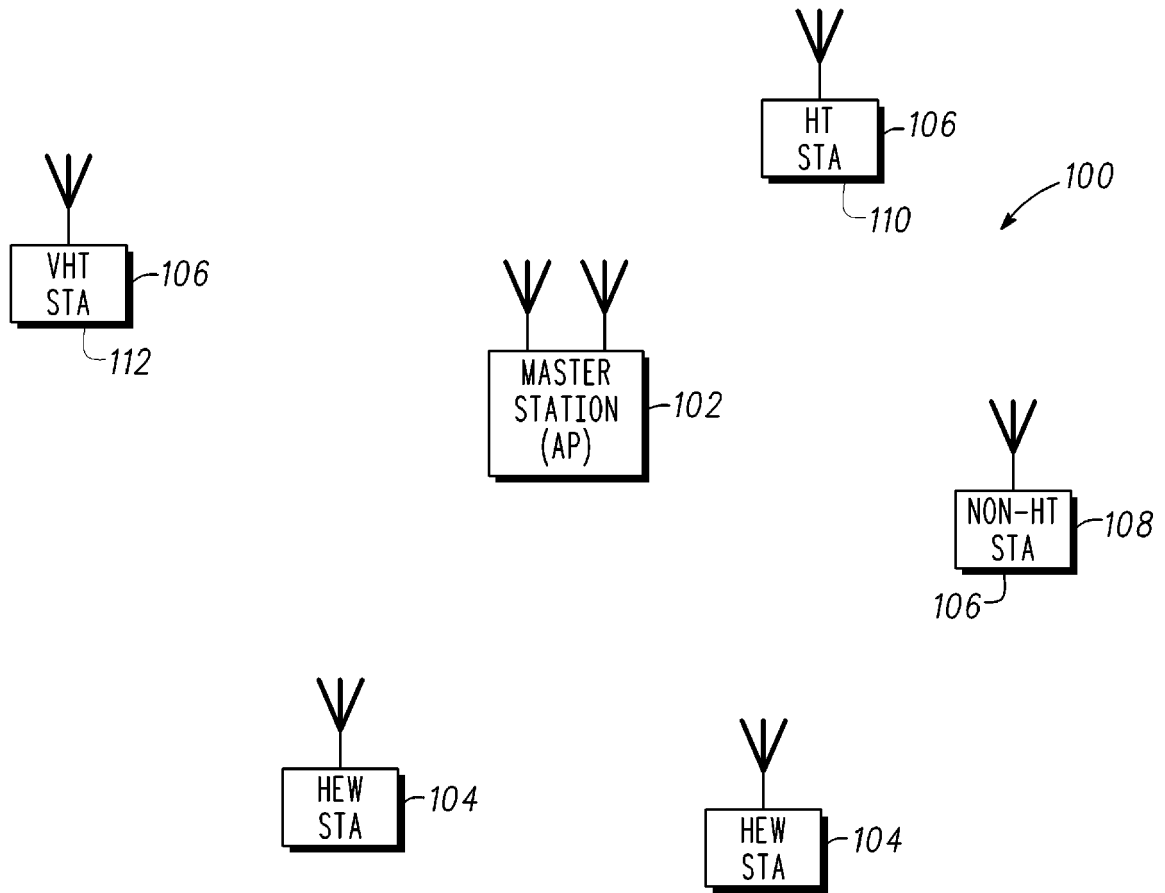 HT
STA
106
110
100
VHT
STA
106
112
MASTER
STATION
(AP)
102
NON-HT
STA
108
106
HEW
STA
104
HEW
STA
104